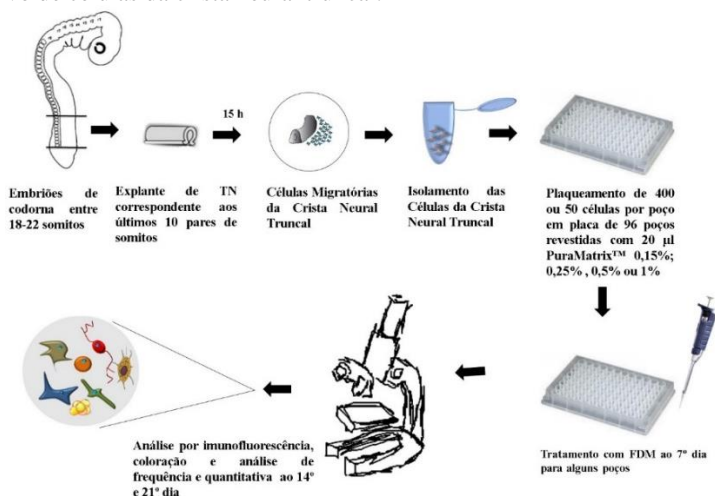 15 h
Embriões de
codorna entre
18-22 somitos
Explante de TN
correspondente aos
últimos 10 pares de
somitos
Células Migratórias
da Crista Neural
Truncal
Isolamento das
Células da Crista
Neural Truncal
Plaqueamento de 400
ou 50 células por poço
em placa de 96 poços
revestidas com 20 µl
PuraMatrix™ 0,15%;
0,25% , 0,5% ou 1%
Tratamento com FDM ao 7º dia
para alguns poços
Análise por imunofluorescência,
coloração e análise de
frequência e quantitativa ao 14º
e 21º dia